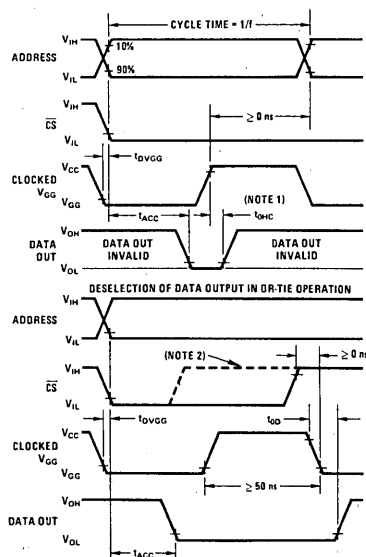 CYCLE TIME = 1/f
VIH
10%
ADDRESS
90%
VIL
VIH
≥ 0 ns
CS
VIL
tDVGG
VCC
CLOCKED
VGG
VGG
(NOTE 1)
tACC
tOHC
VOH
DATA
OUT
DATA OUT
INVALID
DATA OUT
INVALID
VOL
DESELECTION OF DATA OUTPUT IN OR-TIE OPERATION
VIH
ADDRESS
VIL
(NOTE 2)
≥ 0 ns
VIH
CS
VIL
tDVGG
tOD
VCC
CLOCKED
VGG
VGG
≥ 50 ns
VOH
DATA OUT
VOL
tACC